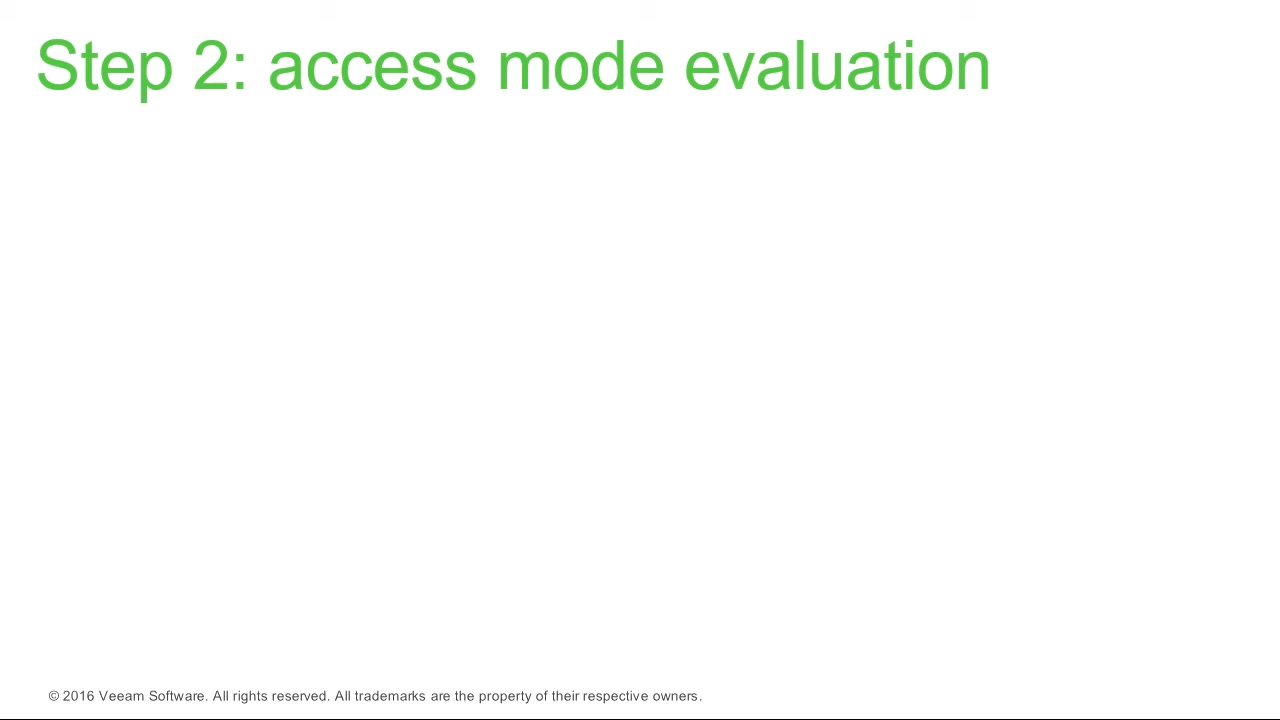 Step 2: access mode evaluation
© 2016 Veeam Software. All rights reserved. All trademarks are the property of their respective owners.